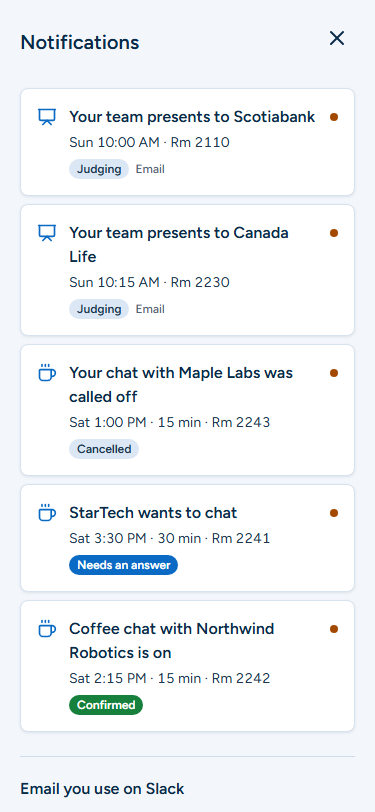 Notifications
Your team presents to Scotiabank
Sun 10:00 AM · Rm 2110
Judging Email
Your team presents to Canada
Life
Sun 10:15 AM · Rm 2230
Judging Email
Your chat with Maple Labs was
called off
Sat 1:00 PM · 15 min · Rm 2243
Cancelled
StarTech wants to chat
Sat 3:30 PM · 30 min · Rm 2241
Needs an answer
Coffee chat with Northwind
Robotics is on
Sat 2:15 PM · 15 min · Rm 2242
Confirmed
Email you use on Slack